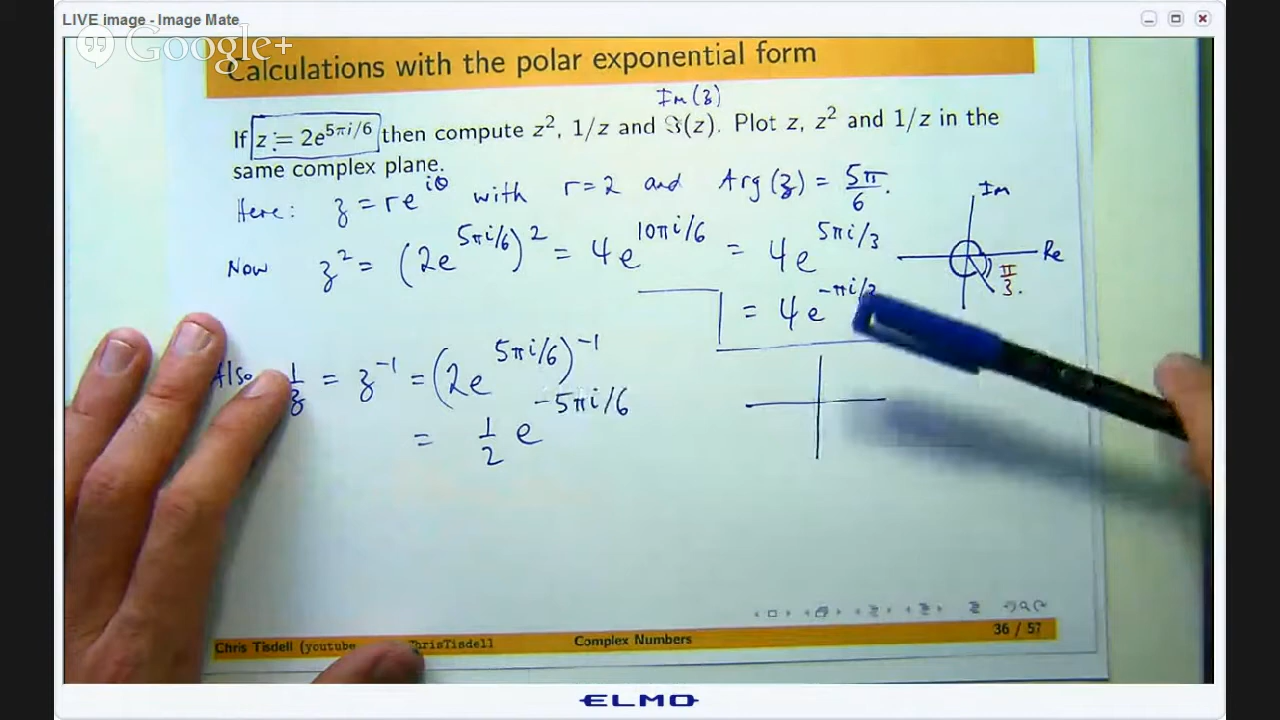 LIVE image - Image Mate
Google+
Calculations with the polar exponential form
Im(z)
If z := 2e^{5πi/6} then compute z², 1/z and ℑ(z). Plot z, z² and 1/z in the
same complex plane.
Here: z = re^{iθ} with r = 2 and Arg(z) = 5π/6.
Im
Re
π/3.
Now z² = (2e^{5πi/6})² = 4e^{10πi/6} = 4e^{5πi/3}
= 4e^{-πi/3}
Also 1/z = z^{-1} = (2e^{5πi/6})^{-1}
= 1/2 e^{-5πi/6}
36 / 57
Chris Tisdell (youtube ChrisTisdell Complex Numbers
ELMO